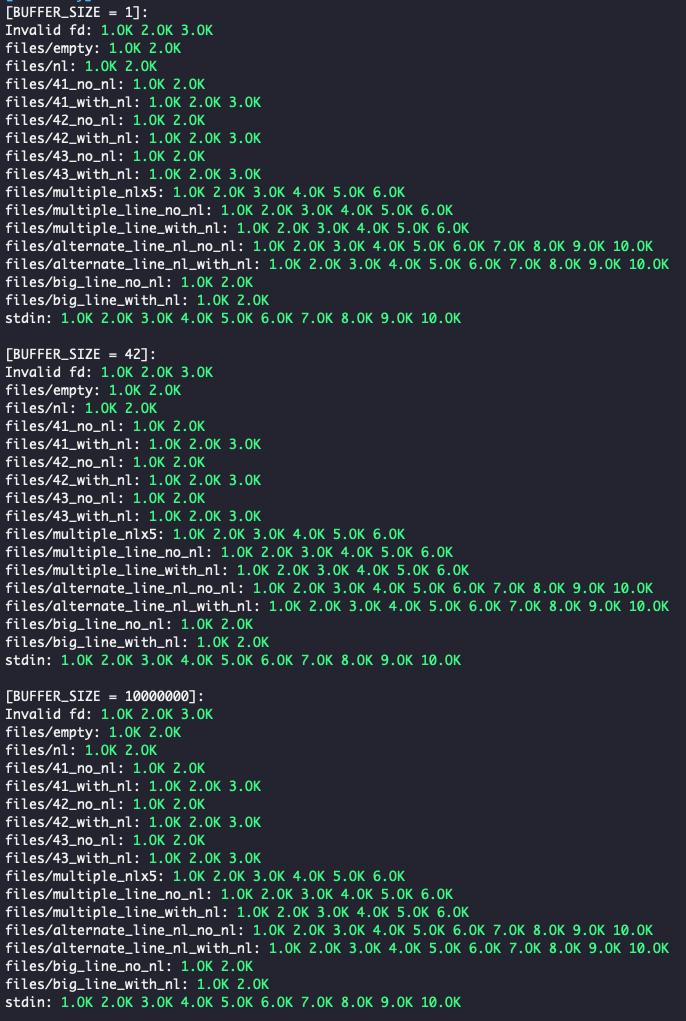 [BUFFER_SIZE = 1]:
Invalid fd: 1.OK 2.OK 3.OK
files/empty: 1.OK 2.OK
files/nl: 1.OK 2.OK
files/41_no_nl: 1.OK 2.OK
files/41_with_nl: 1.OK 2.OK 3.OK
files/42_no_nl: 1.OK 2.OK
files/42_with_nl: 1.OK 2.OK 3.OK
files/43_no_nl: 1.OK 2.OK
files/43_with_nl: 1.OK 2.OK 3.OK
files/multiple_nlx5: 1.OK 2.OK 3.OK 4.OK 5.OK 6.OK
files/multiple_line_no_nl: 1.OK 2.OK 3.OK 4.OK 5.OK 6.OK
files/multiple_line_with_nl: 1.OK 2.OK 3.OK 4.OK 5.OK 6.OK
files/alternate_line_nl_no_nl: 1.OK 2.OK 3.OK 4.OK 5.OK 6.OK 7.OK 8.OK 9.OK 10.OK
files/alternate_line_nl_with_nl: 1.OK 2.OK 3.OK 4.OK 5.OK 6.OK 7.OK 8.OK 9.OK 10.OK
files/big_line_no_nl: 1.OK 2.OK
files/big_line_with_nl: 1.OK 2.OK
stdin: 1.OK 2.OK 3.OK 4.OK 5.OK 6.OK 7.OK 8.OK 9.OK 10.OK
[BUFFER_SIZE = 42]:
Invalid fd: 1.OK 2.OK 3.OK
files/empty: 1.OK 2.OK
files/nl: 1.OK 2.OK
files/41_no_nl: 1.OK 2.OK
files/41_with_nl: 1.OK 2.OK 3.OK
files/42_no_nl: 1.OK 2.OK
files/42_with_nl: 1.OK 2.OK 3.OK
files/43_no_nl: 1.OK 2.OK
files/43_with_nl: 1.OK 2.OK 3.OK
files/multiple_nlx5: 1.OK 2.OK 3.OK 4.OK 5.OK 6.OK
files/multiple_line_no_nl: 1.OK 2.OK 3.OK 4.OK 5.OK 6.OK
files/multiple_line_with_nl: 1.OK 2.OK 3.OK 4.OK 5.OK 6.OK
files/alternate_line_nl_no_nl: 1.OK 2.OK 3.OK 4.OK 5.OK 6.OK 7.OK 8.OK 9.OK 10.OK
files/alternate_line_nl_with_nl: 1.OK 2.OK 3.OK 4.OK 5.OK 6.OK 7.OK 8.OK 9.OK 10.OK
files/big_line_no_nl: 1.OK 2.OK
files/big_line_with_nl: 1.OK 2.OK
stdin: 1.OK 2.OK 3.OK 4.OK 5.OK 6.OK 7.OK 8.OK 9.OK 10.OK
[BUFFER_SIZE = 10000000]:
Invalid fd: 1.OK 2.OK 3.OK
files/empty: 1.OK 2.OK
files/nl: 1.OK 2.OK
files/41_no_nl: 1.OK 2.OK
files/41_with_nl: 1.OK 2.OK 3.OK
files/42_no_nl: 1.OK 2.OK
files/42_with_nl: 1.OK 2.OK 3.OK
files/43_no_nl: 1.OK 2.OK
files/43_with_nl: 1.OK 2.OK 3.OK
files/multiple_nlx5: 1.OK 2.OK 3.OK 4.OK 5.OK 6.OK
files/multiple_line_no_nl: 1.OK 2.OK 3.OK 4.OK 5.OK 6.OK
files/multiple_line_with_nl: 1.OK 2.OK 3.OK 4.OK 5.OK 6.OK
files/alternate_line_nl_no_nl: 1.OK 2.OK 3.OK 4.OK 5.OK 6.OK 7.OK 8.OK 9.OK 10.OK
files/alternate_line_nl_with_nl: 1.OK 2.OK 3.OK 4.OK 5.OK 6.OK 7.OK 8.OK 9.OK 10.OK
files/big_line_no_nl: 1.OK 2.OK
files/big_line_with_nl: 1.OK 2.OK
stdin: 1.OK 2.OK 3.OK 4.OK 5.OK 6.OK 7.OK 8.OK 9.OK 10.OK